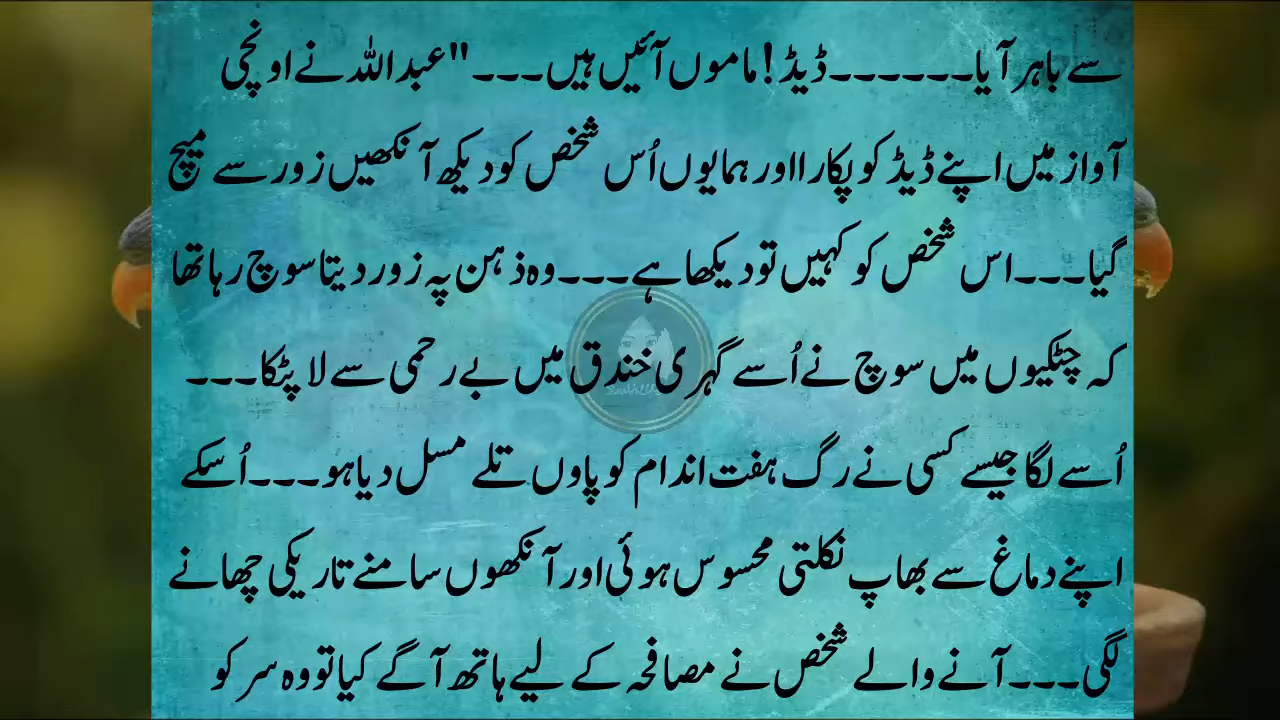 سے باہر آیا۔۔۔۔۔۔ڈیڈ! ماموں آئیں ہیں۔۔۔" عبداللہ نے اونچی
آواز میں اپنے ڈیڈ کو پکارا اور ہمایوں اُس شخص کو دیکھ آنکھیں زور سے میچ
گیا۔۔۔اس شخص کو کہیں تو دیکھا ہے۔۔۔وہ ذہن پہ زور دیتا سوچ رہا تھا
کہ چٹکیوں میں سوچ نے اُسے گہری خندق میں بے رحمی سے لا پٹکا۔۔۔
اُسے لگا جیسے کسی نے رگ ہفت اندام کو پاوں تلے مسل دیا ہو۔۔۔اُسکے
اپنے دماغ سے بھاپ نکلتی محسوس ہوئی اور آنکھوں سامنے تاریکی چھانے
لگی۔۔۔آنے والے شخص نے مصافحہ کے لیے ہاتھ آگے کیا تو وہ سر کو